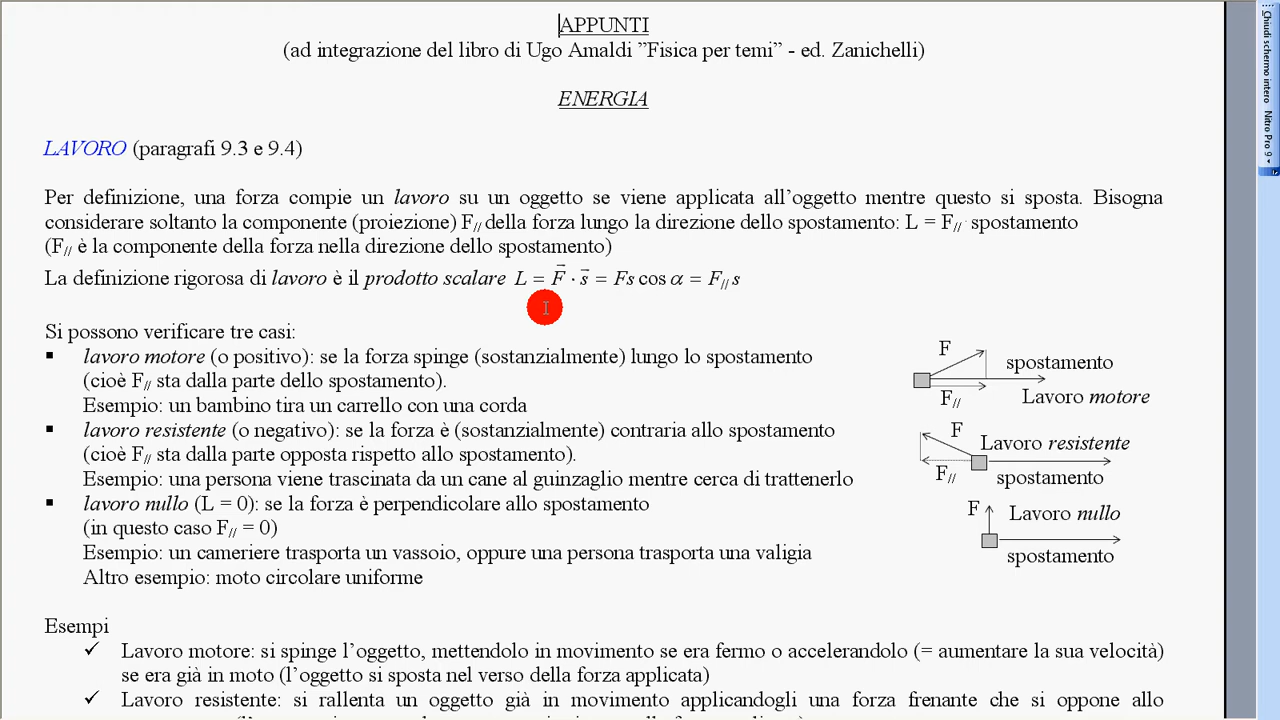 APPUNTI
(ad integrazione del libro di Ugo Amaldi ”Fisica per temi” - ed. Zanichelli)
ENERGIA
LAVORO (paragrafi 9.3 e 9.4)
Per definizione, una forza compie un lavoro su un oggetto se viene applicata all’oggetto mentre questo si sposta. Bisogna
considerare soltanto la componente (proiezione) F// della forza lungo la direzione dello spostamento: L = F// · spostamento
(F// è la componente della forza nella direzione dello spostamento)
La definizione rigorosa di lavoro è il prodotto scalare L = F⃗ · s⃗ = Fs cos α = F// s
Si possono verificare tre casi:
▪ lavoro motore (o positivo): se la forza spinge (sostanzialmente) lungo lo spostamento
(cioè F// sta dalla parte dello spostamento).
Esempio: un bambino tira un carrello con una corda
F
spostamento
F//
Lavoro motore
▪ lavoro resistente (o negativo): se la forza è (sostanzialmente) contraria allo spostamento
(cioè F// sta dalla parte opposta rispetto allo spostamento).
Esempio: una persona viene trascinata da un cane al guinzaglio mentre cerca di trattenerlo
F
Lavoro resistente
F//
spostamento
▪ lavoro nullo (L = 0): se la forza è perpendicolare allo spostamento
(in questo caso F// = 0)
Esempio: un cameriere trasporta un vassoio, oppure una persona trasporta una valigia
Altro esempio: moto circolare uniforme
F
Lavoro nullo
spostamento
Esempi
✓ Lavoro motore: si spinge l’oggetto, mettendolo in movimento se era fermo o accelerandolo (= aumentare la sua velocità)
se era già in moto (l’oggetto si sposta nel verso della forza applicata)
✓ Lavoro resistente: si rallenta un oggetto già in movimento applicandogli una forza frenante che si oppone allo
Chiudi schermo intero
Nitro Pro 9